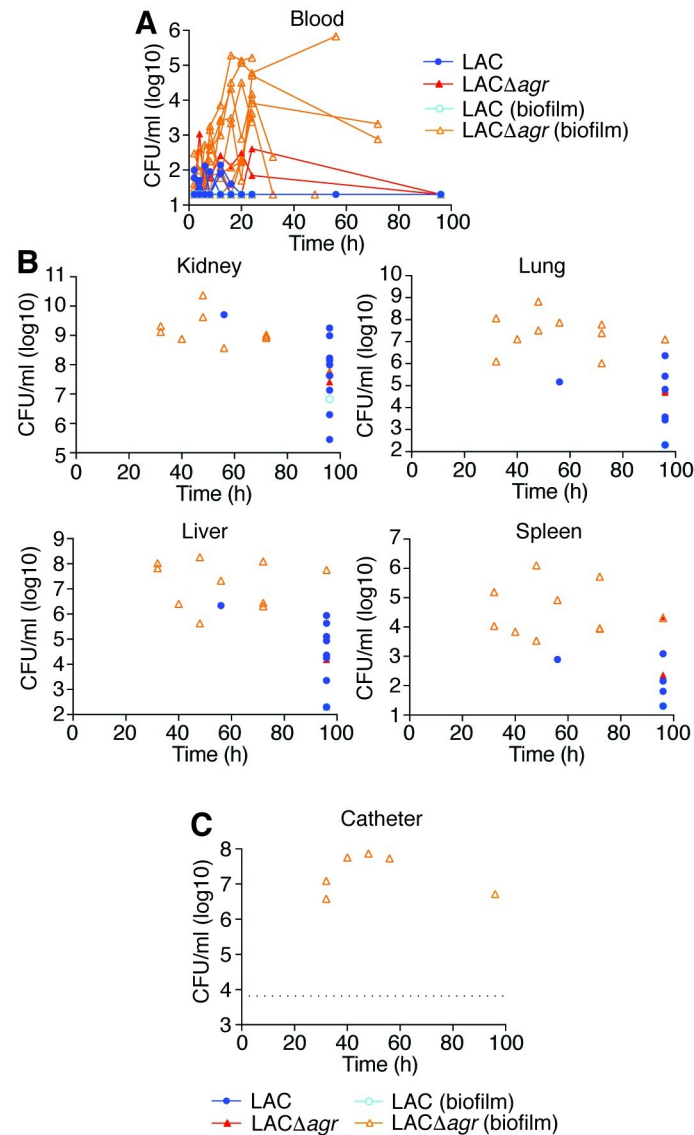 A
Blood
6
5
4
3
2
1
CFU/ml (log10)
0 20 40 60 80 100
Time (h)
LAC
LACΔagr
LAC (biofilm)
LACΔagr (biofilm)
B
Kidney
11
10
9
8
7
6
5
CFU/ml (log10)
0 20 40 60 80 100
Time (h)
Lung
10
9
8
7
6
5
4
3
2
CFU/ml (log10)
0 20 40 60 80 100
Time (h)
Liver
9
8
7
6
5
4
3
2
CFU/ml (log10)
0 20 40 60 80 100
Time (h)
Spleen
7
6
5
4
3
2
1
CFU/ml (log10)
0 20 40 60 80 100
Time (h)
C
Catheter
8
7
6
5
4
3
CFU/ml (log10)
0 20 40 60 80 100
Time (h)
LAC LAC (biofilm)
LACΔagr LACΔagr (biofilm)